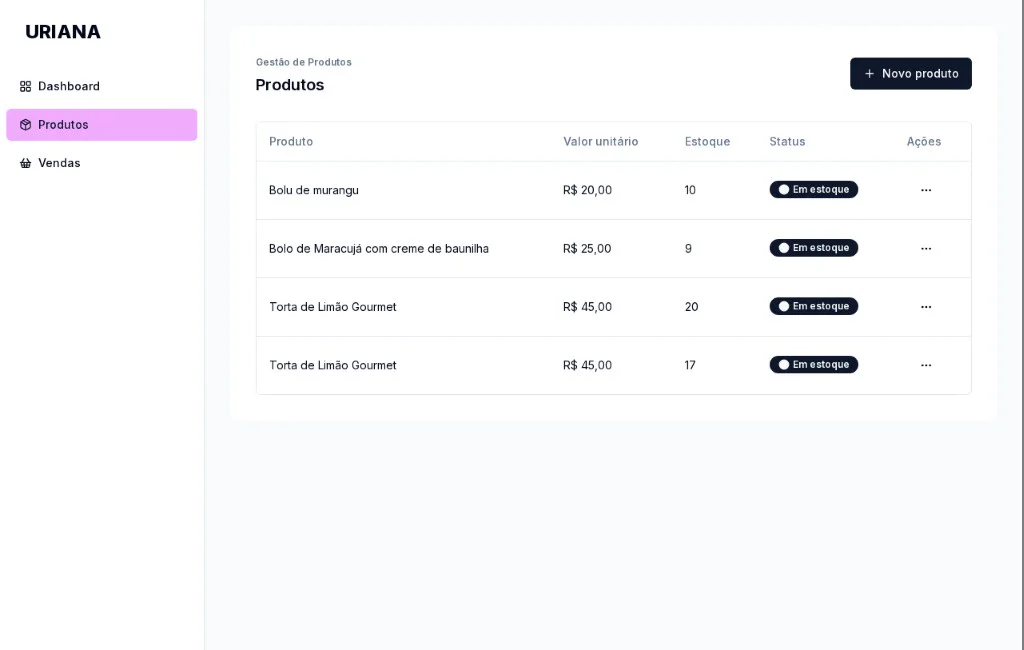 URIANA
Dashboard
Produtos
Vendas
Gestão de Produtos
Produtos
+ Novo produto
Produto Valor unitário Estoque Status Ações
Bolu de murangu R$ 20,00 10 Em estoque ...
Bolo de Maracujá com creme de baunilha R$ 25,00 9 Em estoque ...
Torta de Limão Gourmet R$ 45,00 20 Em estoque ...
Torta de Limão Gourmet R$ 45,00 17 Em estoque ...